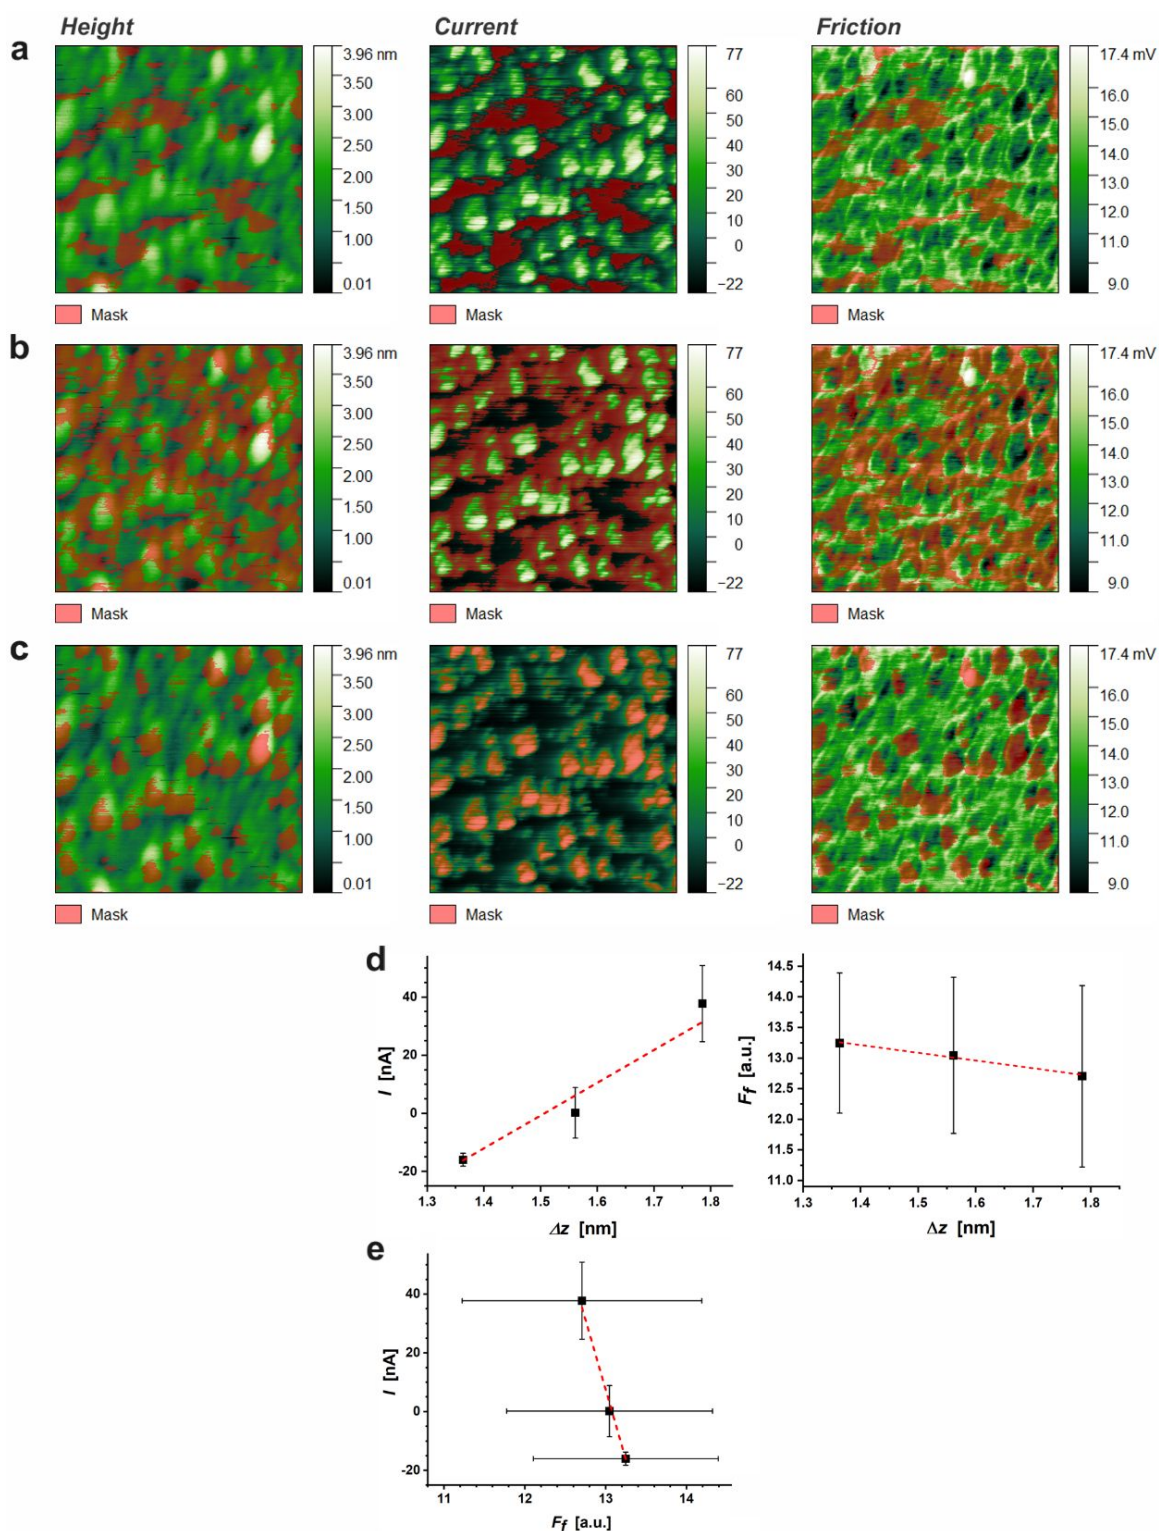 Height Current Friction
a
3.96 nm 77 17.4 mV
3.50 60 16.0
3.00 50 15.0
2.50 40 14.0
2.00 30 13.0
1.50 20 12.0
1.00 10 11.0
0
0.01 −22 9.0
Mask Mask Mask
b
3.96 nm 77 17.4 mV
3.50 60 16.0
3.00 50 15.0
2.50 40 14.0
2.00 30 13.0
1.50 20 12.0
1.00 10 11.0
0
0.01 −22 9.0
Mask Mask Mask
c
3.96 nm 77 17.4 mV
3.50 60 16.0
3.00 50 15.0
2.50 40 14.0
2.00 30 13.0
1.50 20 12.0
1.00 10 11.0
0
0.01 −22 9.0
Mask Mask Mask
d
I [nA]
40
20
0
-20
1.3 1.4 1.5 1.6 1.7 1.8
Δz [nm]
Ff [a.u.]
14.5
14.0
13.5
13.0
12.5
12.0
11.5
11.0
1.3 1.4 1.5 1.6 1.7 1.8
Δz [nm]
e
I [nA]
40
20
0
-20
11 12 13 14
Ff [a.u.]